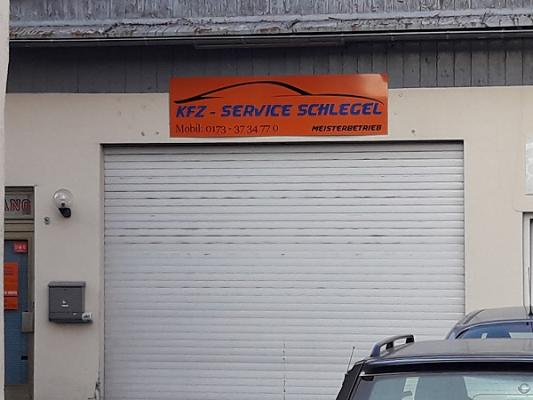 KFZ - SERVICE SCHLEGEL
Mobil: 0173 - 37 34 77 0
MEISTERBETRIEB